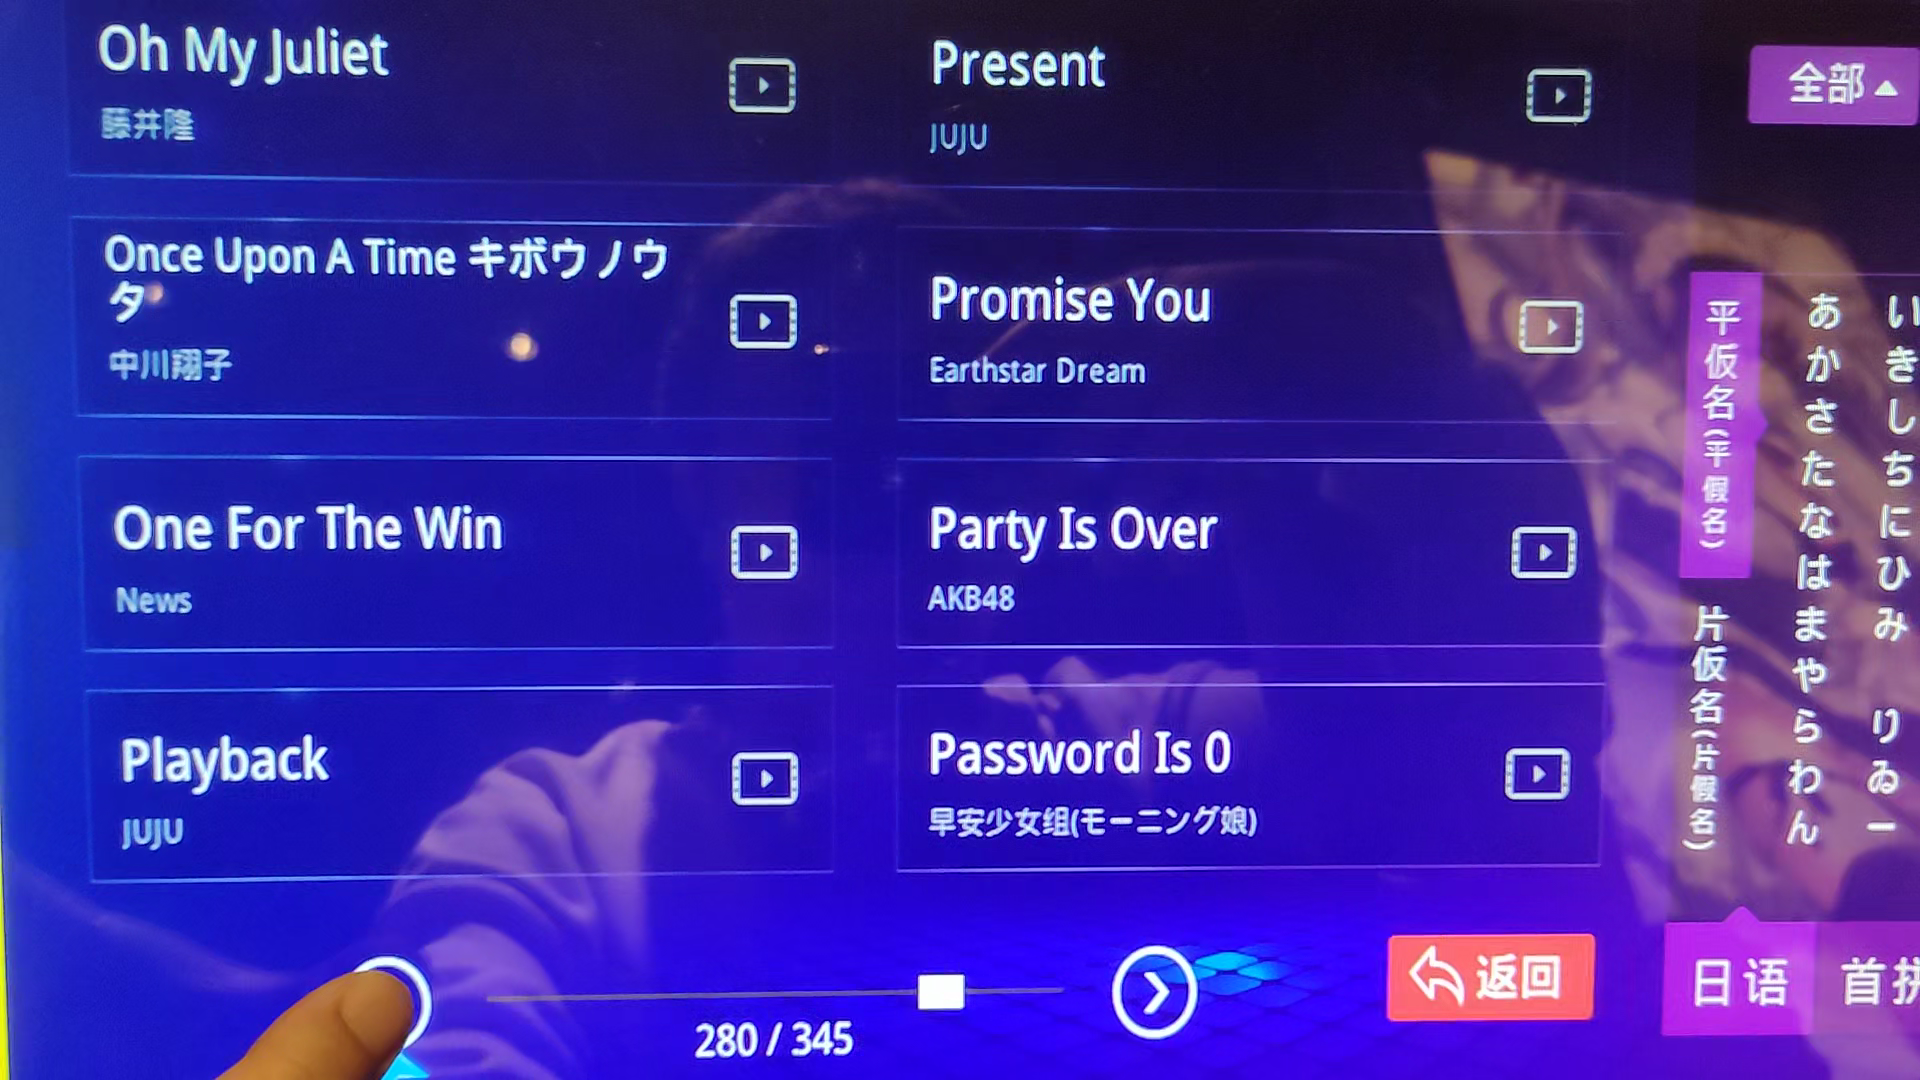 Oh My Juliet
藤井隆
Present
JUJU
Once Upon A Time キボウノウ
タ
中川翔子
Promise You
Earthstar Dream
One For The Win
News
Party Is Over
AKB48
Playback
JUJU
Password Is 0
早安少女组(モーニング娘)
280 / 345
返回
全部
平仮名(平假名)
片仮名(片假名)
あかさたなはまやらわん
いきしちにひみ りゐー
日语
首拼